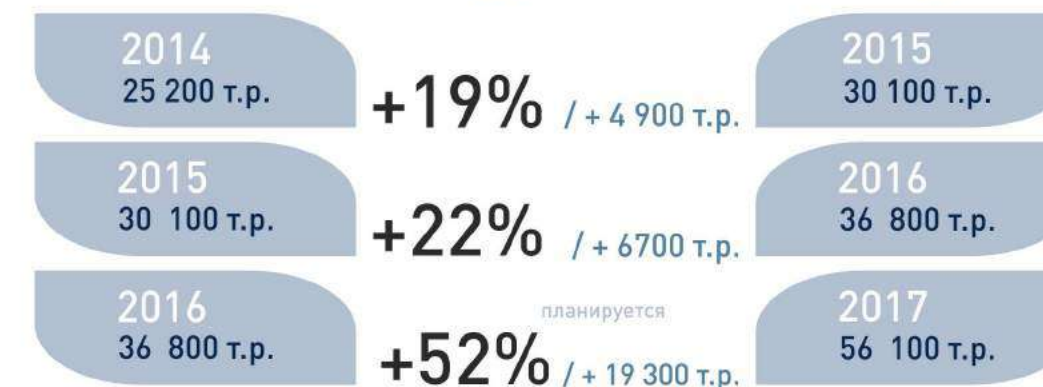 2014
25 200 т.р.
+19% / + 4 900 т.р.
2015
30 100 т.р.
2015
30 100 т.р.
+22% / + 6700 т.р.
2016
36 800 т.р.
2016
36 800 т.р.
планируется
+52% / + 19 300 т.р.
2017
56 100 т.р.